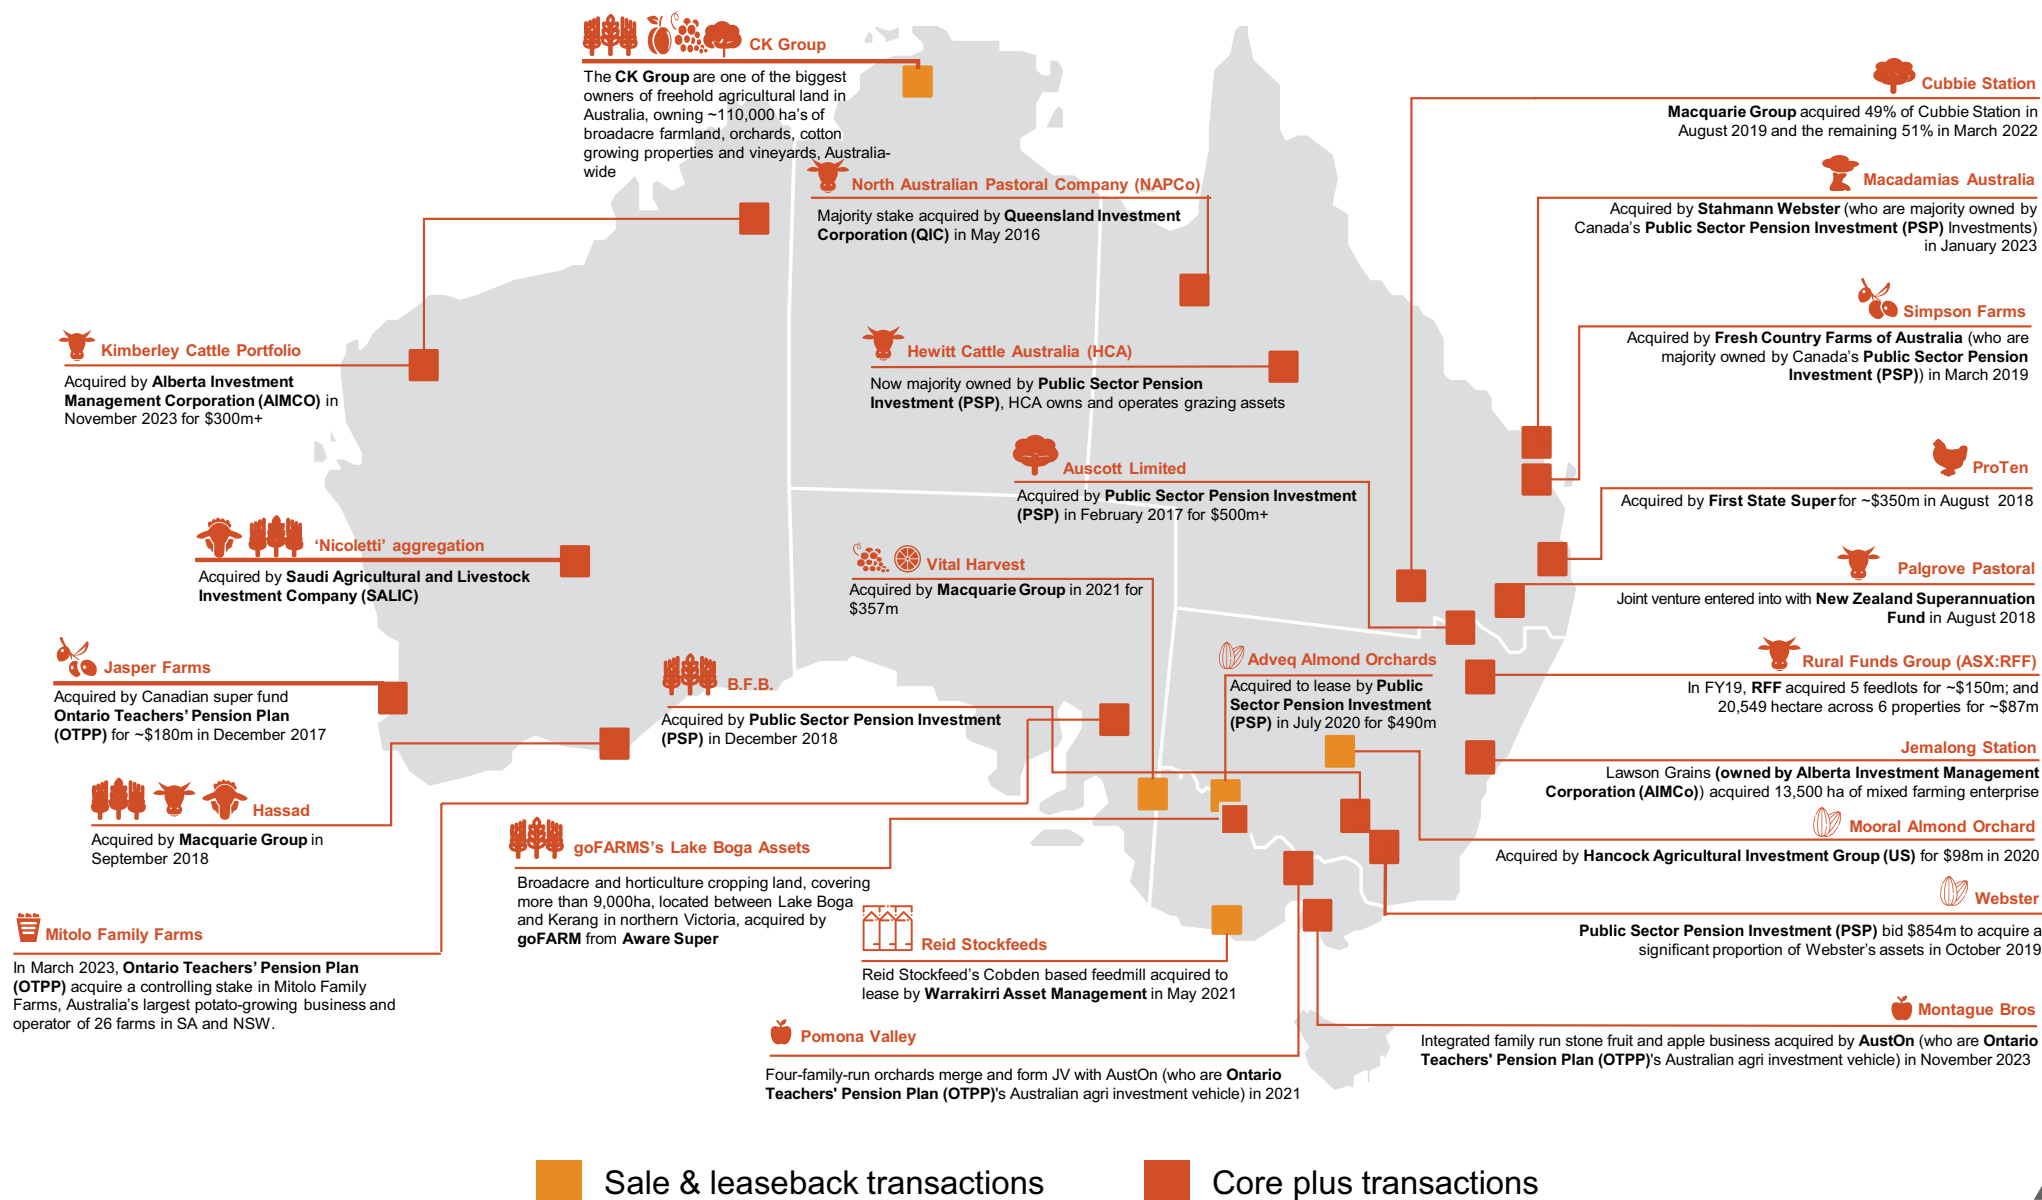 CK Group
The CK Group are one of the biggest
owners of freehold agricultural land in
Australia, owning ~110,000 ha's of
broadacre farmland, orchards, cotton
growing properties and vineyards, Australia-
wide
North Australian Pastoral Company (NAPCo)
Majority stake acquired by Queensland Investment
Corporation (QIC) in May 2016
Kimberley Cattle Portfolio
Acquired by Alberta Investment
Management Corporation (AIMCO) in
November 2023 for $300m+
Hewitt Cattle Australia (HCA)
Now majority owned by Public Sector Pension
Investment (PSP), HCA owns and operates grazing assets
Auscott Limited
Acquired by Public Sector Pension Investment
(PSP) in February 2017 for $500m+
'Nicoletti' aggregation
Acquired by Saudi Agricultural and Livestock
Investment Company (SALIC)
Vital Harvest
Acquired by Macquarie Group in 2021 for
$357m
Jasper Farms
Acquired by Canadian super fund
Ontario Teachers' Pension Plan
(OTPP) for ~$180m in December 2017
B.F.B.
Acquired by Public Sector Pension Investment
(PSP) in December 2018
Adveq Almond Orchards
Acquired to lease by Public
Sector Pension Investment
(PSP) in July 2020 for $490m
Hassad
Acquired by Macquarie Group in
September 2018
goFARMS's Lake Boga Assets
Broadacre and horticulture cropping land, covering
more than 9,000ha, located between Lake Boga
and Kerang in northern Victoria, acquired by
goFARM from Aware Super
Mitolo Family Farms
In March 2023, Ontario Teachers' Pension Plan
(OTPP) acquire a controlling stake in Mitolo Family
Farms, Australia's largest potato-growing business and
operator of 26 farms in SA and NSW.
Reid Stockfeeds
Reid Stockfeed's Cobden based feedmill acquired to
lease by Warrakirri Asset Management in May 2021
Pomona Valley
Four-family-run orchards merge and form JV with AustOn (who are Ontario
Teachers' Pension Plan (OTPP)'s Australian agri investment vehicle) in 2021
Cubbie Station
Macquarie Group acquired 49% of Cubbie Station in
August 2019 and the remaining 51% in March 2022
Macadamias Australia
Acquired by Stahmann Webster (who are majority owned by
Canada's Public Sector Pension Investment (PSP) Investments)
in January 2023
Simpson Farms
Acquired by Fresh Country Farms of Australia (who are
majority owned by Canada's Public Sector Pension
Investment (PSP)) in March 2019
ProTen
Acquired by First State Super for ~$350m in August 2018
Palgrove Pastoral
Joint venture entered into with New Zealand Superannuation
Fund in August 2018
Rural Funds Group (ASX:RFF)
In FY19, RFF acquired 5 feedlots for ~$150m; and
20,549 hectare across 6 properties for ~$87m
Jemalong Station
Lawson Grains (owned by Alberta Investment Management
Corporation (AIMCo)) acquired 13,500 ha of mixed farming enterprise
Mooral Almond Orchard
Acquired by Hancock Agricultural Investment Group (US) for $98m in 2020
Webster
Public Sector Pension Investment (PSP) bid $854m to acquire a
significant proportion of Webster's assets in October 2019
Montague Bros
Integrated family run stone fruit and apple business acquired by AustOn (who are Ontario
Teachers' Pension Plan (OTPP)'s Australian agri investment vehicle) in November 2023
Sale & leaseback transactions
Core plus transactions